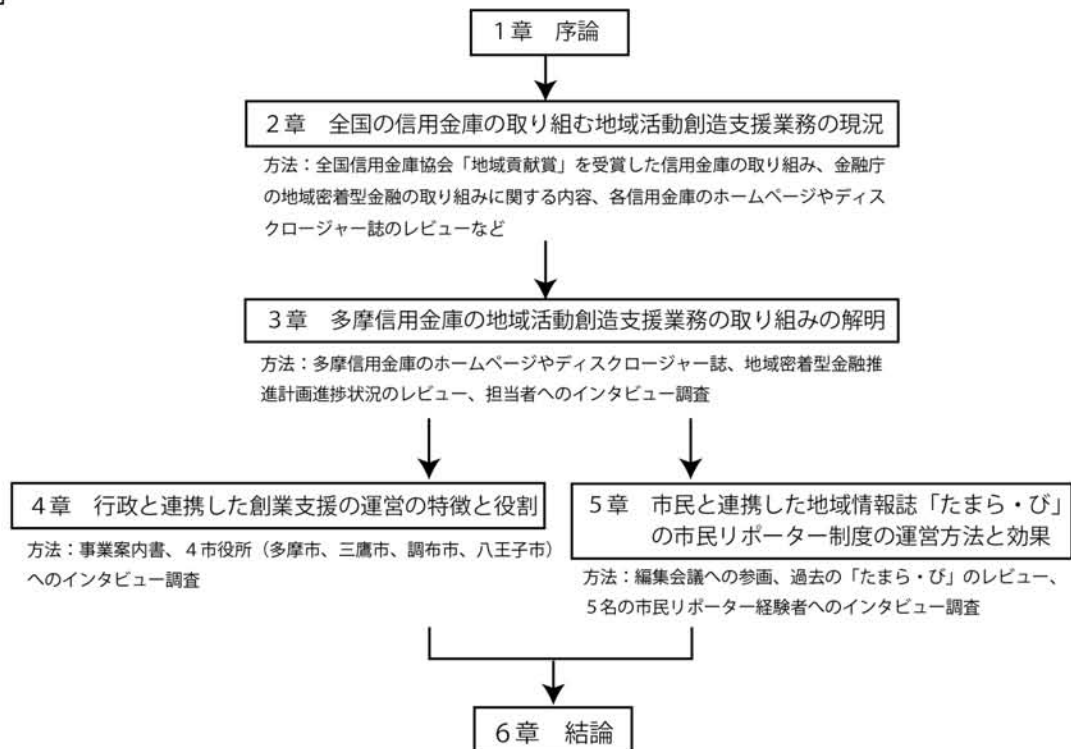 1章 序論
2章 全国の信用金庫の取り組む地域活動創造支援業務の現況
方法：全国信用金庫協会「地域貢献賞」を受賞した信用金庫の取り組み、金融庁
の地域密着型金融の取り組みに関する内容、各信用金庫のホームページやディス
クロージャー誌のレビューなど
3章 多摩信用金庫の地域活動創造支援業務の取り組みの解明
方法：多摩信用金庫のホームページやディスクロージャー誌、地域密着型金融推
進計画進捗状況のレビュー、担当者へのインタビュー調査
4章 行政と連携した創業支援の運営の特徴と役割
方法：事業案内書、4市役所（多摩市、三鷹市、調布市、八王子市）
へのインタビュー調査
5章 市民と連携した地域情報誌「たまら・び」
の市民リポーター制度の運営方法と効果
方法：編集会議への参画、過去の「たまら・び」のレビュー、
5名の市民リポーター経験者へのインタビュー調査
6章 結論